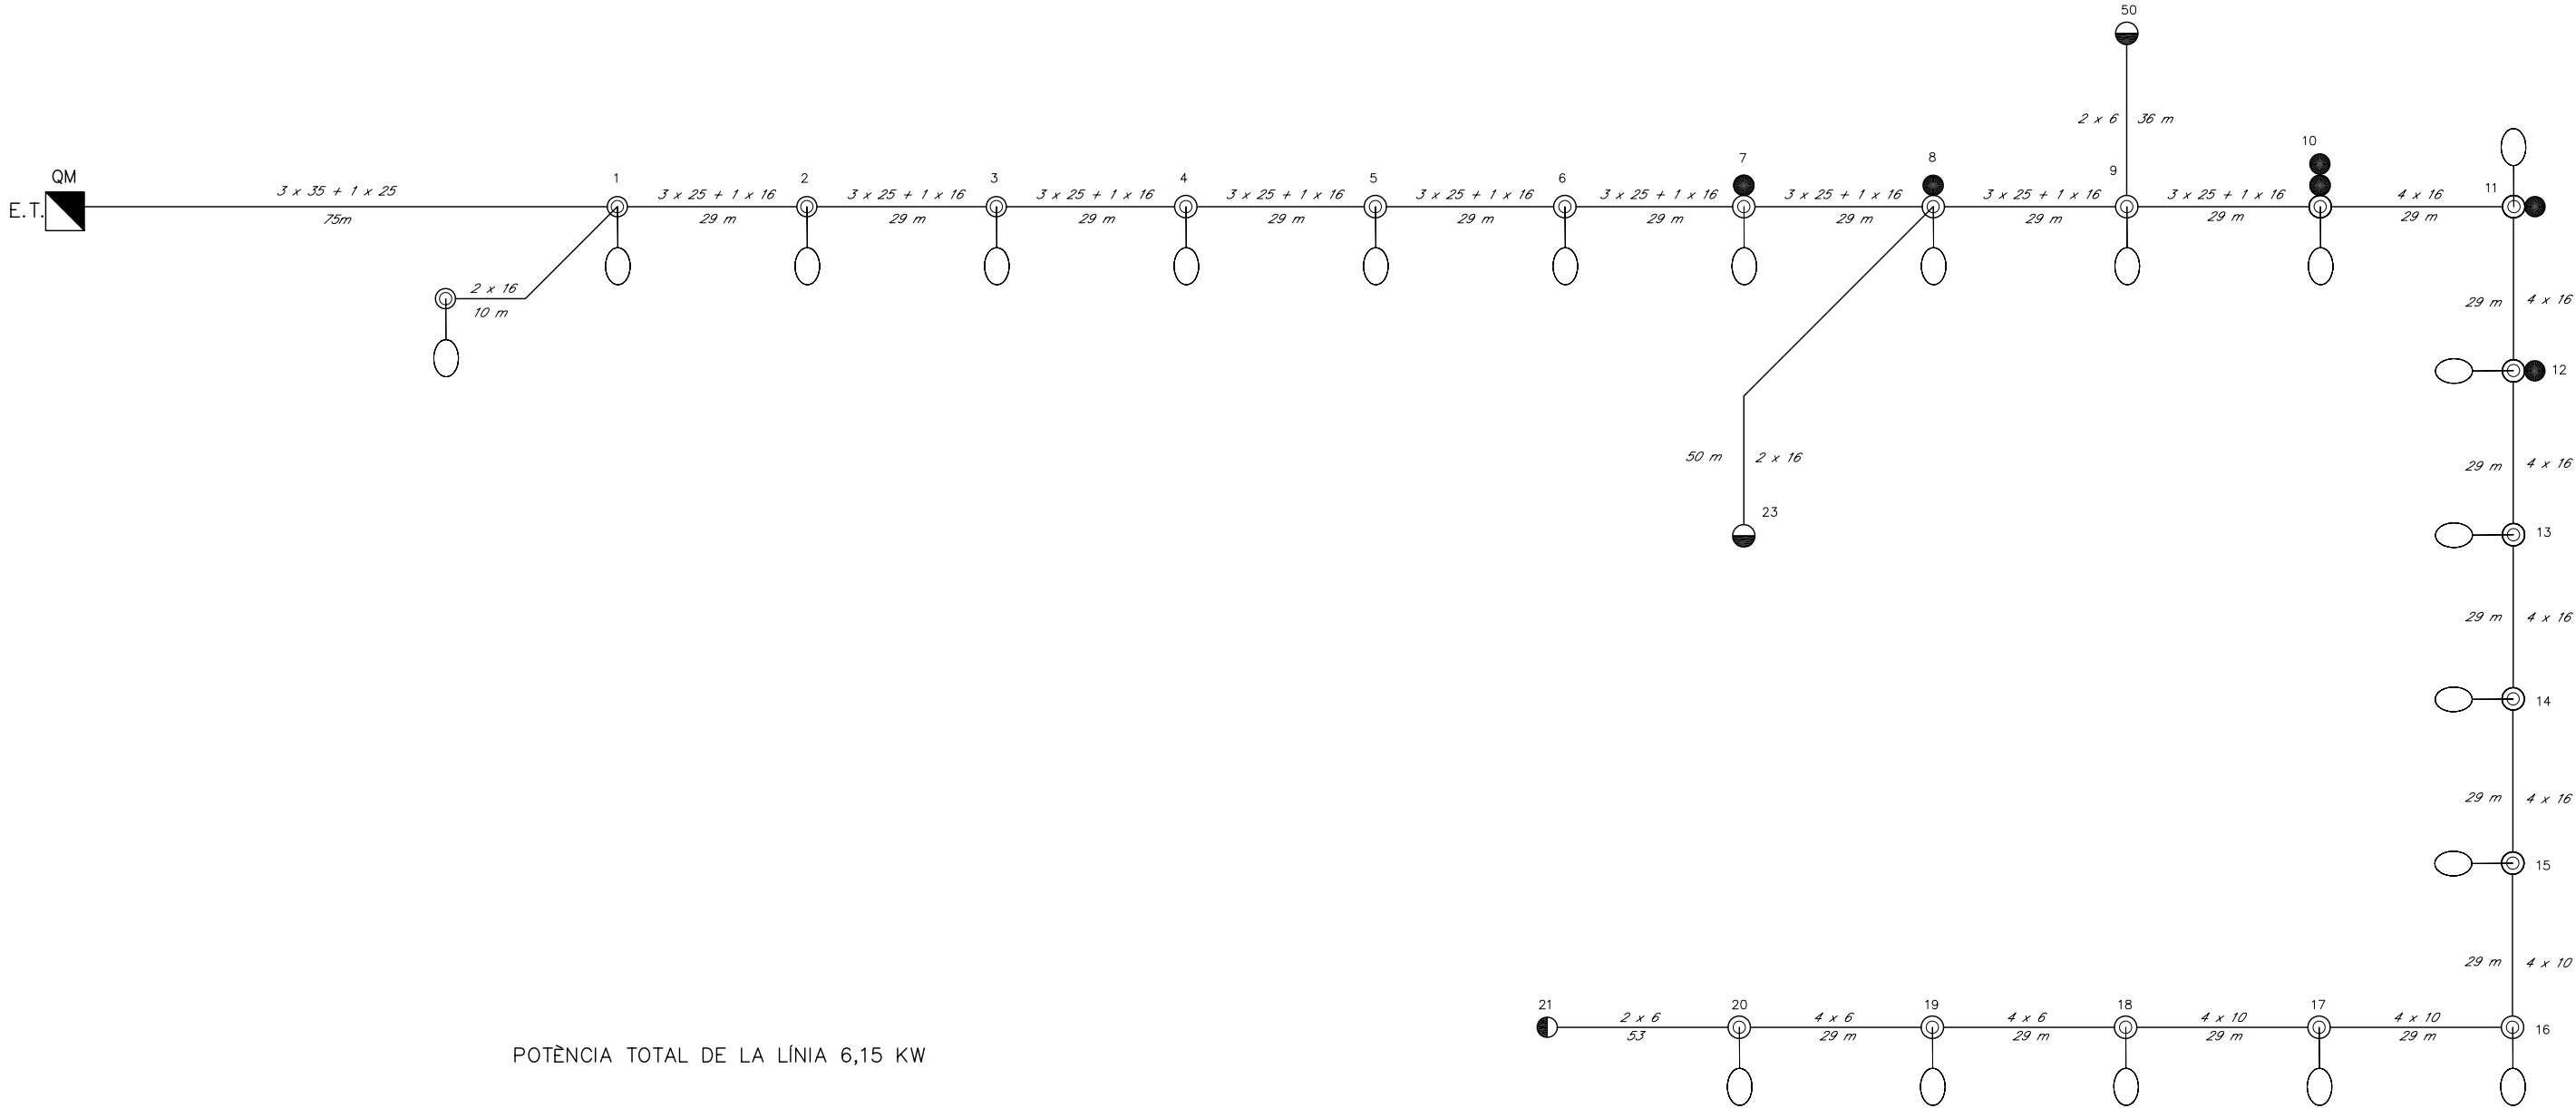 50
2 x 6 36 m
QM
E.T.
3 x 35 + 1 x 25
75m
1
3 x 25 + 1 x 16
29 m
2
3 x 25 + 1 x 16
29 m
3
3 x 25 + 1 x 16
29 m
4
3 x 25 + 1 x 16
29 m
5
3 x 25 + 1 x 16
29 m
6
3 x 25 + 1 x 16
29 m
7
3 x 25 + 1 x 16
29 m
8
3 x 25 + 1 x 16
29 m
9
3 x 25 + 1 x 16
29 m
10
4 x 16
29 m
11
2 x 16
10 m
29 m 4 x 16
12
50 m 2 x 16
23
29 m 4 x 16
13
29 m 4 x 16
14
29 m 4 x 16
15
29 m 4 x 10
16
21
2 x 6
53
20
4 x 6
29 m
19
4 x 6
29 m
18
4 x 10
29 m
17
4 x 10
29 m
POTÈNCIA TOTAL DE LA LÍNIA 6,15 KW